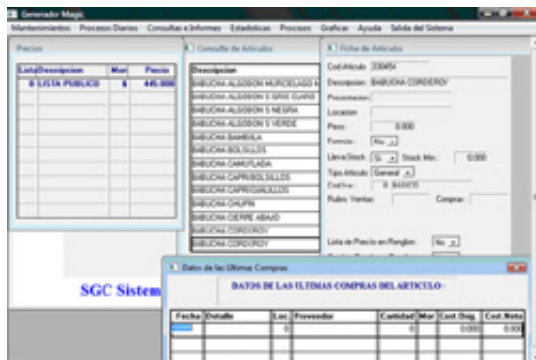 Generador Magic
Mantenimientos Procesos Diarios Consultas e Informes Estadisticas Procesos Graficas Ayuda Salida del Sistema
Precios
Lista Descripcion Mon Precio
0 LISTA PUBLICO $ 445.000
Consulta de Articulos
Descripcion
BABUCHA ALGODON MURCIELAGO
BABUCHA ALGODON S GRIS CLARO
BABUCHA ALGODON S NEGRA
BABUCHA ALGODON S VERDE
BABUCHA BAMBULA
BABUCHA BOLSILLOS
BABUCHA CAMUFLADA
BABUCHA CAPRI BOLSILLOS
BABUCHA CHUPIN
BABUCHA CIERRE ABAJO
BABUCHA CORDEROY
BABUCHA CORDEROY
Ficha de Articulos
Cod Articulo
Descripcion BABUCHA CORDEROY
Presentacion
Locacion
Peso 0.000
Formula: No
Lleva Stock Si Stock Min: 0.000
Tipo Articulo General
Cod Iva: 0 BASICO
Rubro Ventas Compras:
Lista de Precio en Renglon: No
SGC Sistem
Datos de las Ultimas Compras
DATOS DE LAS ULTIMAS COMPRAS DEL ARTICULO:
Fecha Detalle Loc. Proveedor Cantidad Mon Cost.Orig. Cost.Neto
0 0 0.000 0.000